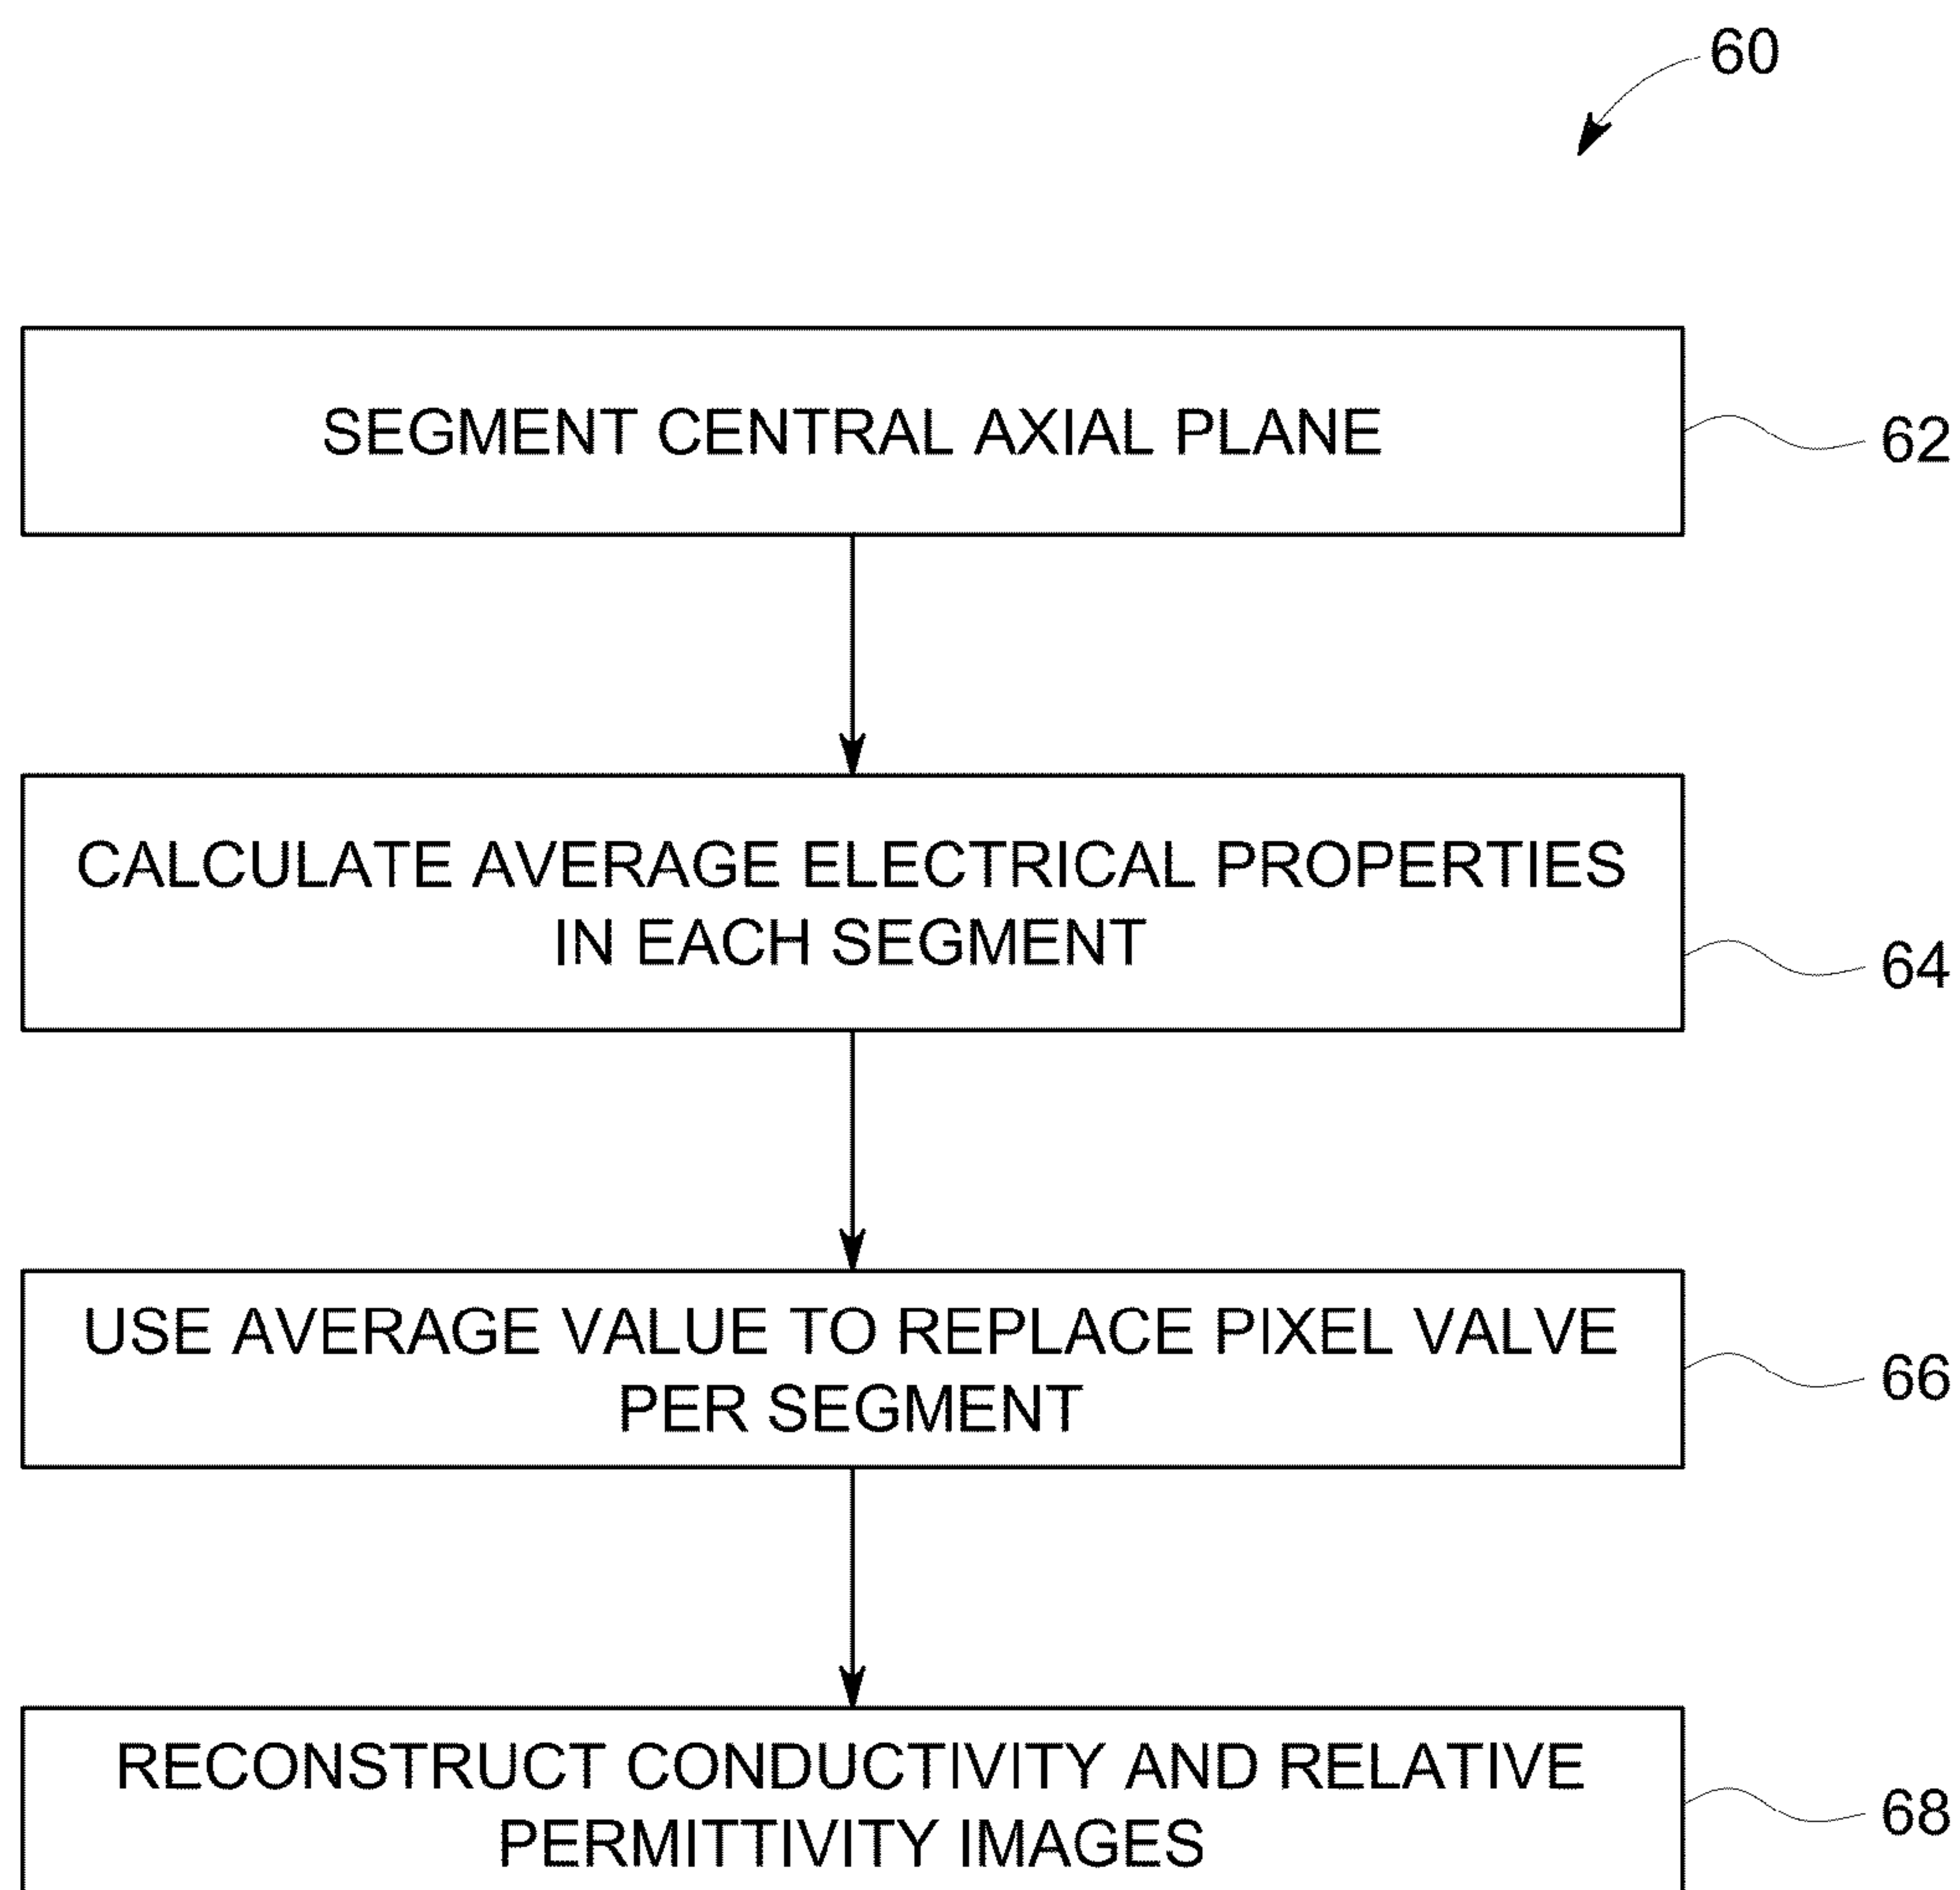 60
SEGMENT CENTRAL AXIAL PLANE
62
CALCULATE AVERAGE ELECTRICAL PROPERTIES
IN EACH SEGMENT
64
USE AVERAGE VALUE TO REPLACE PIXEL VALVE
PER SEGMENT
66
RECONSTRUCT CONDUCTIVITY AND RELATIVE
PERMITTIVITY IMAGES
68